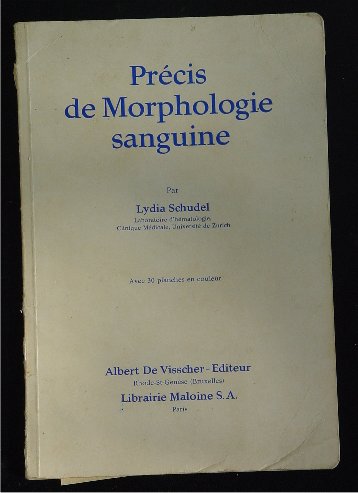 Précis
de Morphologie
sanguine
Par
Lydia Schudel
Laboratoire d'hématologie,
Clinique Médicale, Université de Zurich
Avec 30 planches en couleur
Albert De Visscher - Editeur
Rhode-St-Genèse (Bruxelles)
Librairie Maloine S. A.
Paris